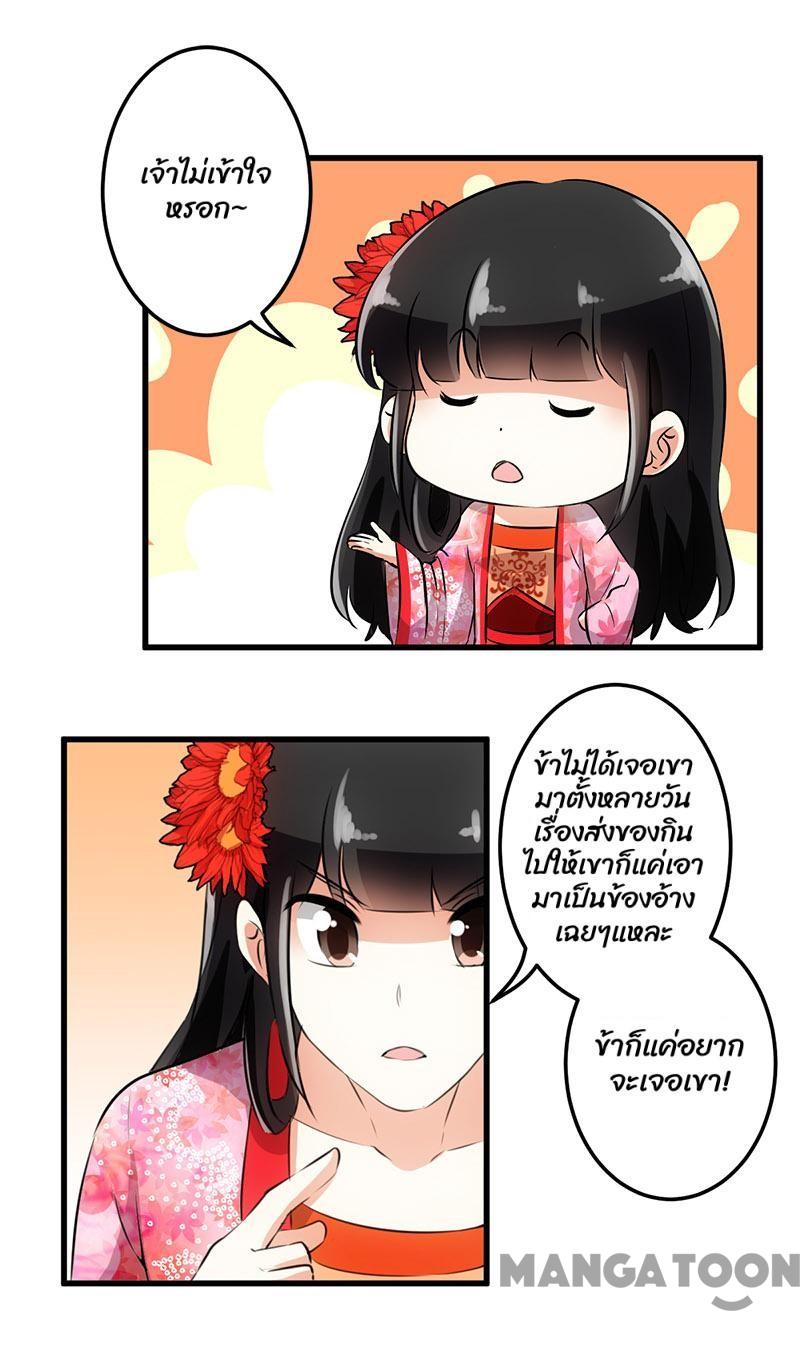 เจ้าไม่เข้าใจ
หรอก~
ข้าไม่ได้เจอเขา
มาตั้งหลายวัน
เรื่องส่งของกิน
ไปให้เขาก็แค่เอา
มาเป็นข้องอ้าง
เฉยๆแหละ
ข้าก็แค่อยาก
จะเจอเขา!
MANGATOON